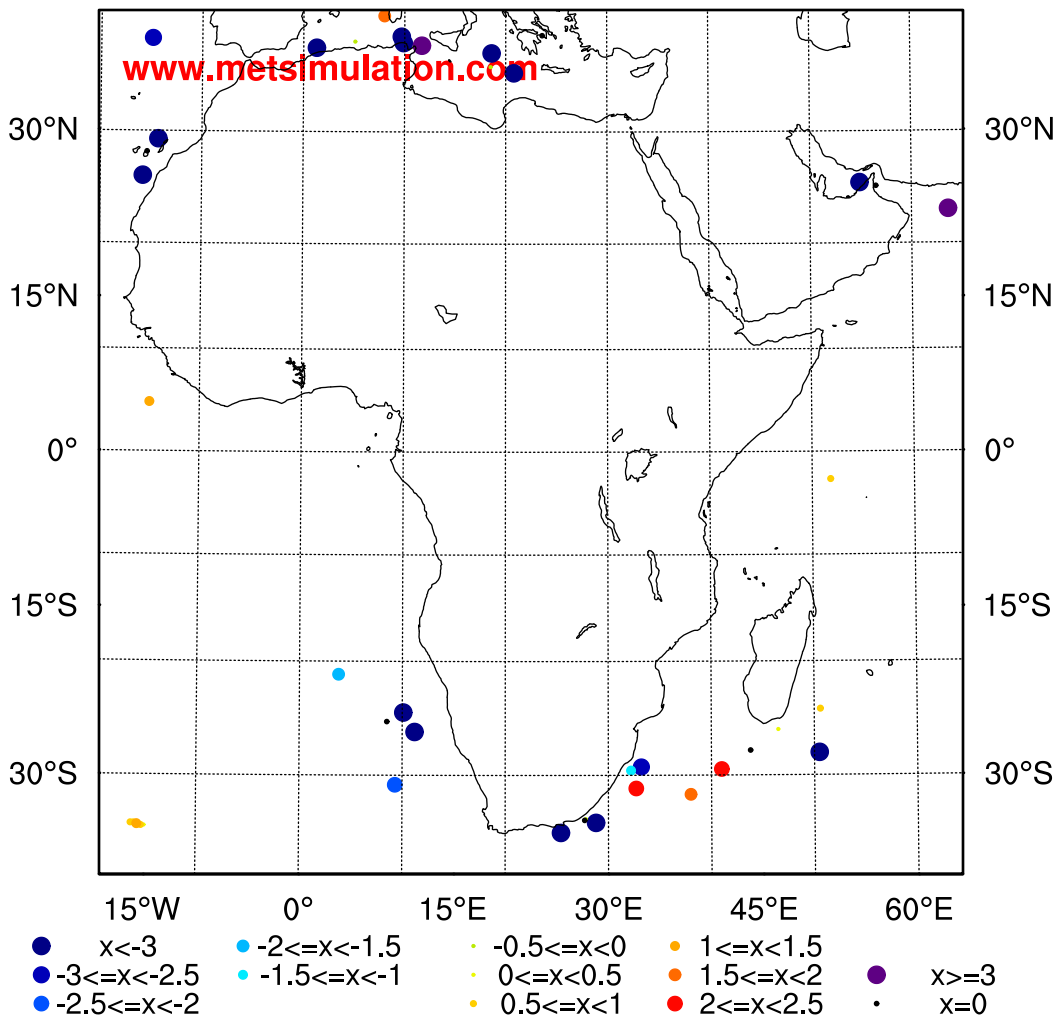 www.metsimulation.com
30°N 30°N
15°N 15°N
0° 0°
15°S 15°S
30°S 30°S
15°W 0° 15°E 30°E 45°E 60°E
x<-3 -2<=x<-1.5 -0.5<=x<0 1<=x<1.5
-3<=x<-2.5 -1.5<=x<-1 0<=x<0.5 1.5<=x<2 x>=3
-2.5<=x<-2 0.5<=x<1 2<=x<2.5 x=0